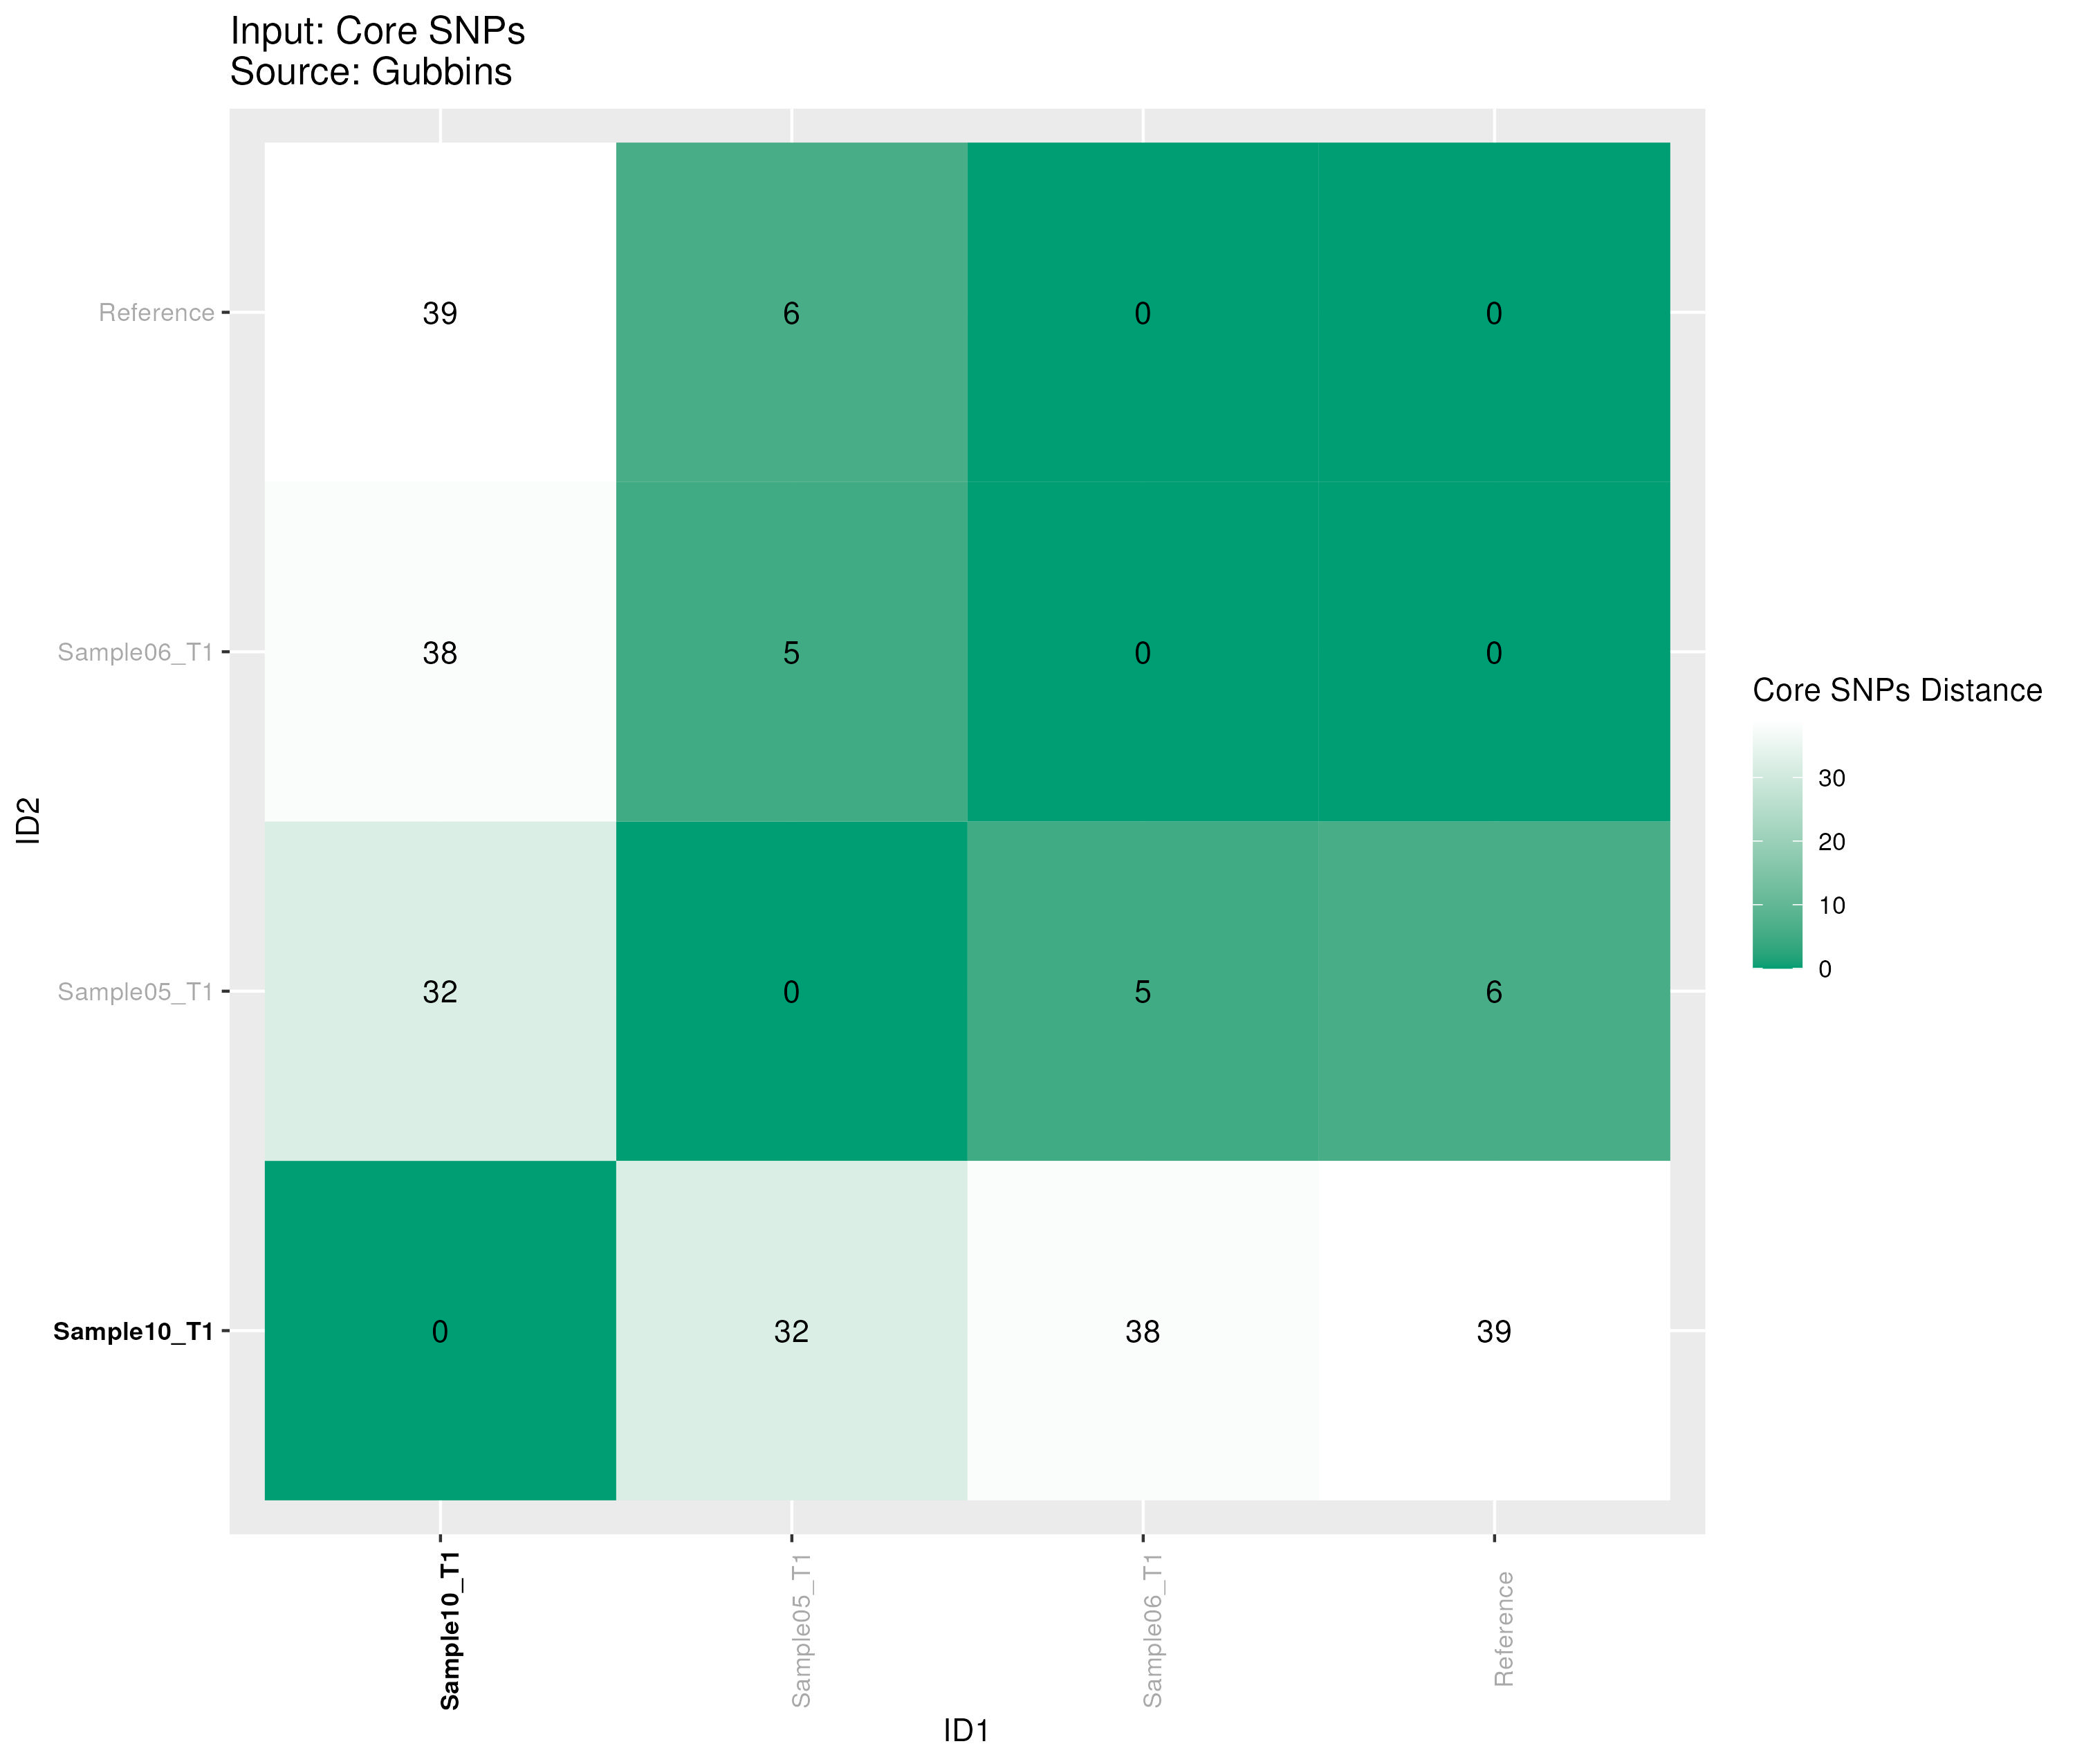 Input: Core SNPs
Source: Gubbins
Reference
39 6 0 0
Sample06_T1
38 5 0 0
Sample05_T1
32 0 5 6
Sample10_T1
0 32 38 39
ID2
Sample10_T1
Sample05_T1
Sample06_T1
Reference
ID1
Core SNPs Distance
30
20
10
0